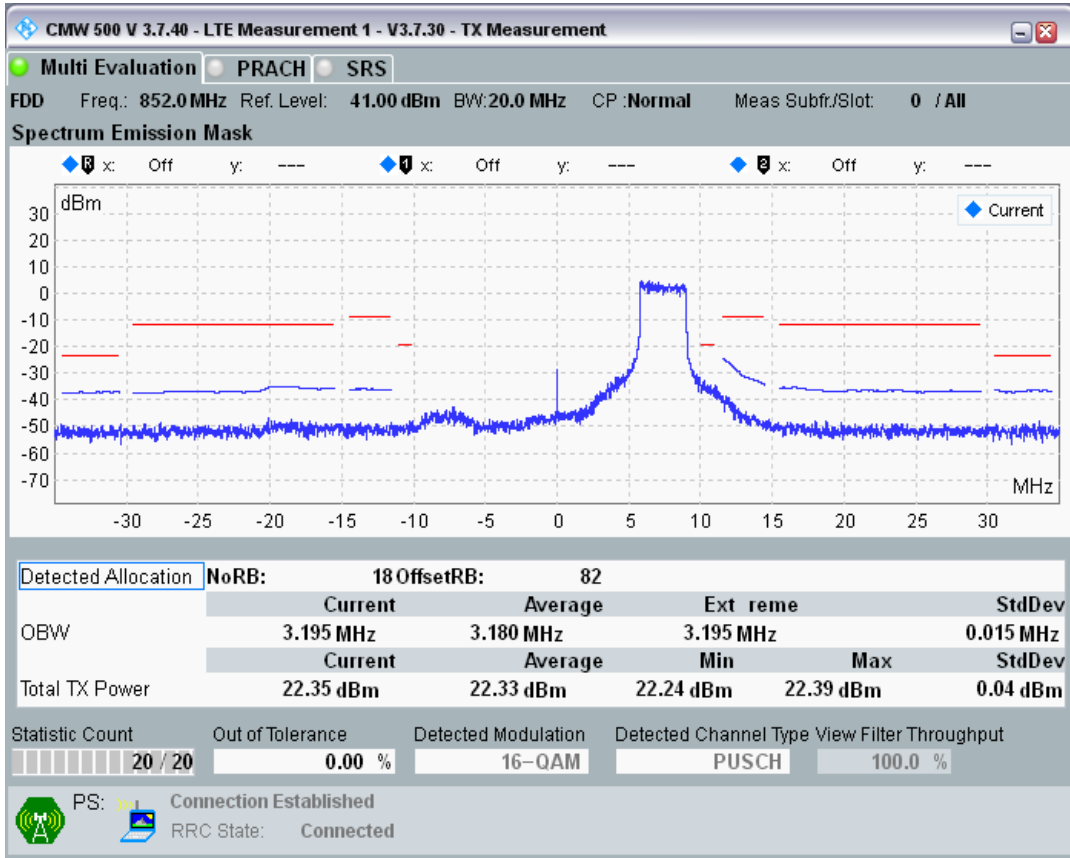 CMW 500 V 3.7.40 - LTE Measurement 1 - V3.7.30 - TX Measurement
Multi Evaluation PRACH SRS
FDD Freq.: 852.0 MHz Ref. Level: 41.00 dBm BW:20.0 MHz CP :Normal Meas Subfr./Slot: 0 / All
Spectrum Emission Mask
R x: Off y: --- 1 x: Off y: --- 2 x: Off y: ---
dBm
Current
30
20
10
0
-10
-20
-30
-40
-50
-60
-70
MHz
-30 -25 -20 -15 -10 -5 0 5 10 15 20 25 30
Detected Allocation NoRB: 18 OffsetRB: 82
Current Average Ext reme StdDev
OBW 3.195 MHz 3.180 MHz 3.195 MHz 0.015 MHz
Current Average Min Max StdDev
Total TX Power 22.35 dBm 22.33 dBm 22.24 dBm 22.39 dBm 0.04 dBm
Statistic Count Out of Tolerance Detected Modulation Detected Channel Type View Filter Throughput
20 / 20 0.00 % 16-QAM PUSCH 100.0 %
PS: Connection Established
RRC State: Connected